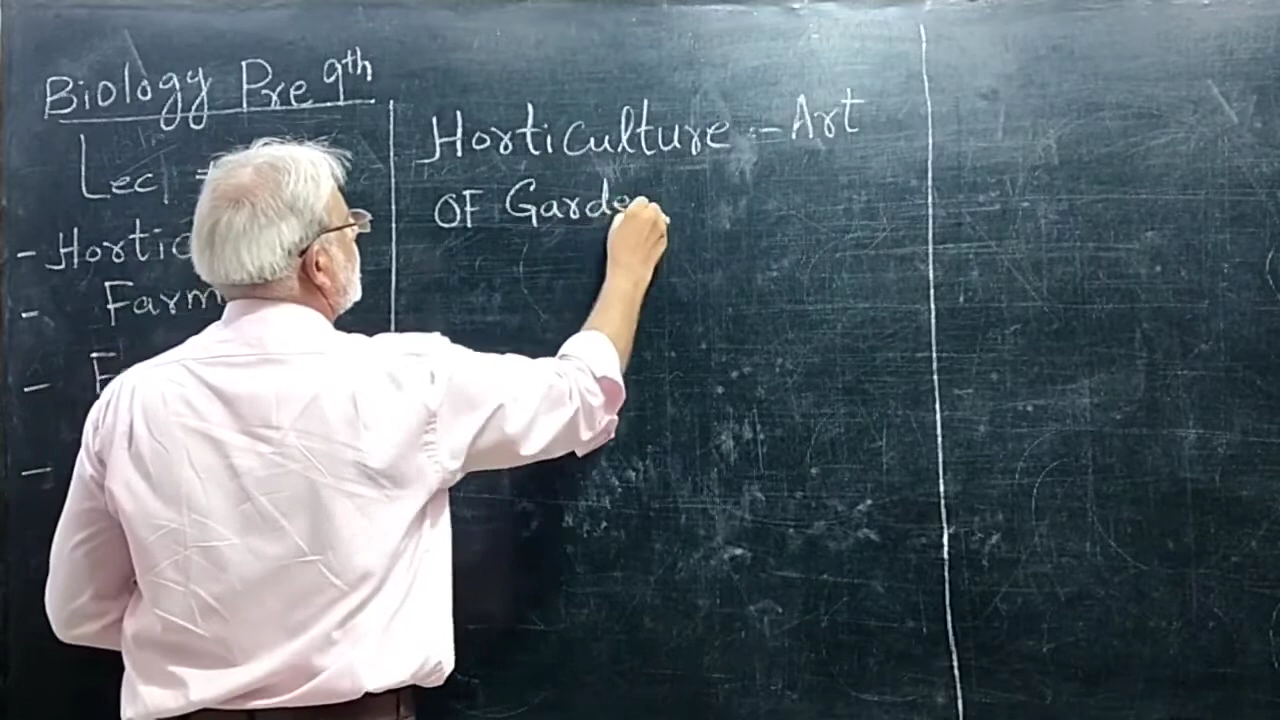 Biology Pre 9th
Lec
- Hortic
- Farm
-
-
Horticulture :- Art
OF Garde